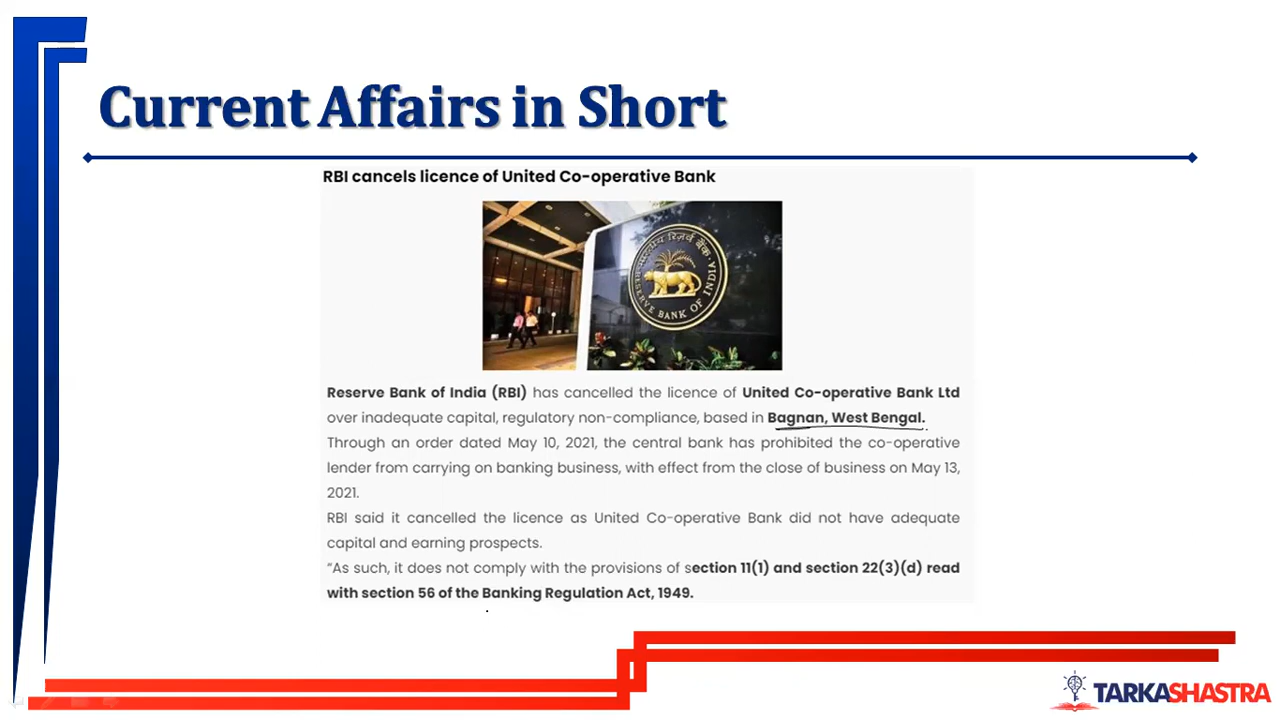 Current Affairs in Short
RBI cancels licence of United Co-operative Bank
भारतीय रिज़र्व बैंक
RESERVE BANK OF INDIA
Reserve Bank of India (RBI) has cancelled the licence of United Co-operative Bank Ltd
over inadequate capital, regulatory non-compliance, based in Bagnan, West Bengal.
Through an order dated May 10, 2021, the central bank has prohibited the co-operative
lender from carrying on banking business, with effect from the close of business on May 13,
2021.
RBI said it cancelled the licence as United Co-operative Bank did not have adequate
capital and earning prospects.
“As such, it does not comply with the provisions of section 11(1) and section 22(3)(d) read
with section 56 of the Banking Regulation Act, 1949.
TARKASHASTRA